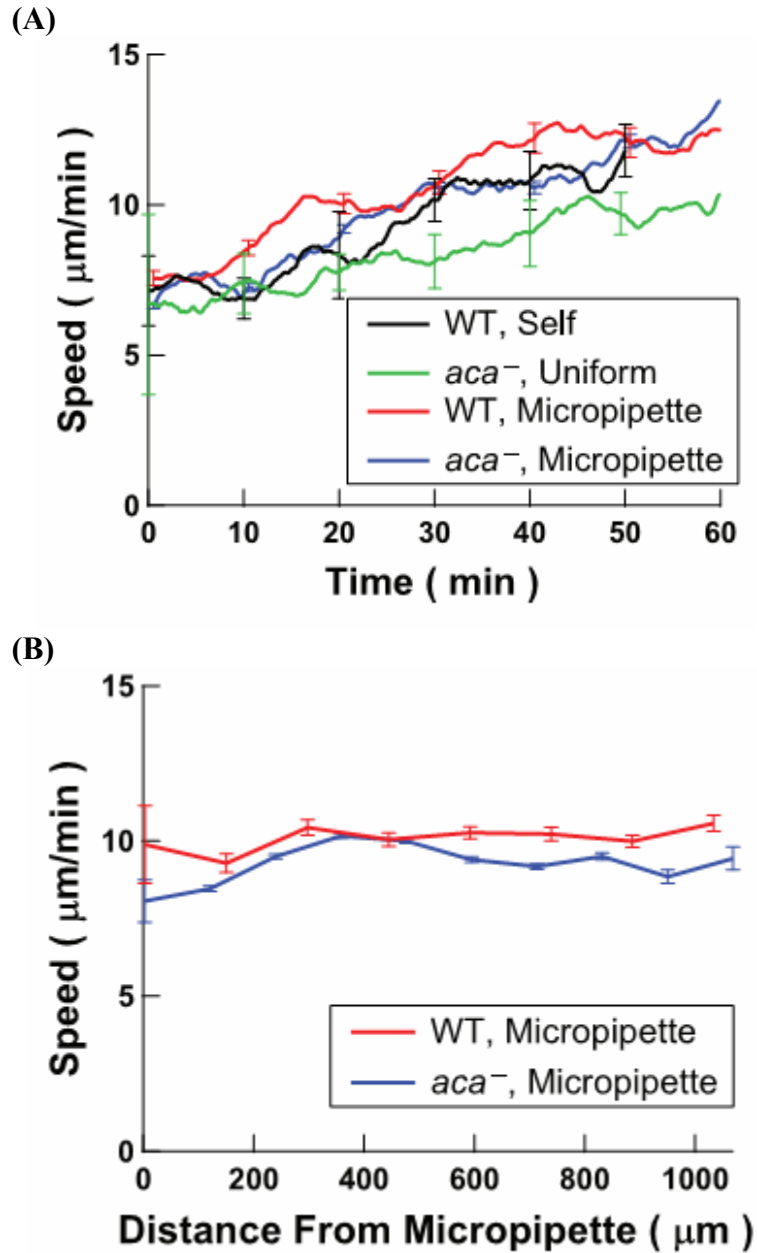 (A)
15
10
5
0
Speed ( μm/min )
WT, Self
aca⁻, Uniform
WT, Micropipette
aca⁻, Micropipette
0 10 20 30 40 50 60
Time ( min )
(B)
15
10
5
0
Speed ( μm/min )
WT, Micropipette
aca⁻, Micropipette
0 200 400 600 800 1000
Distance From Micropipette ( μm )